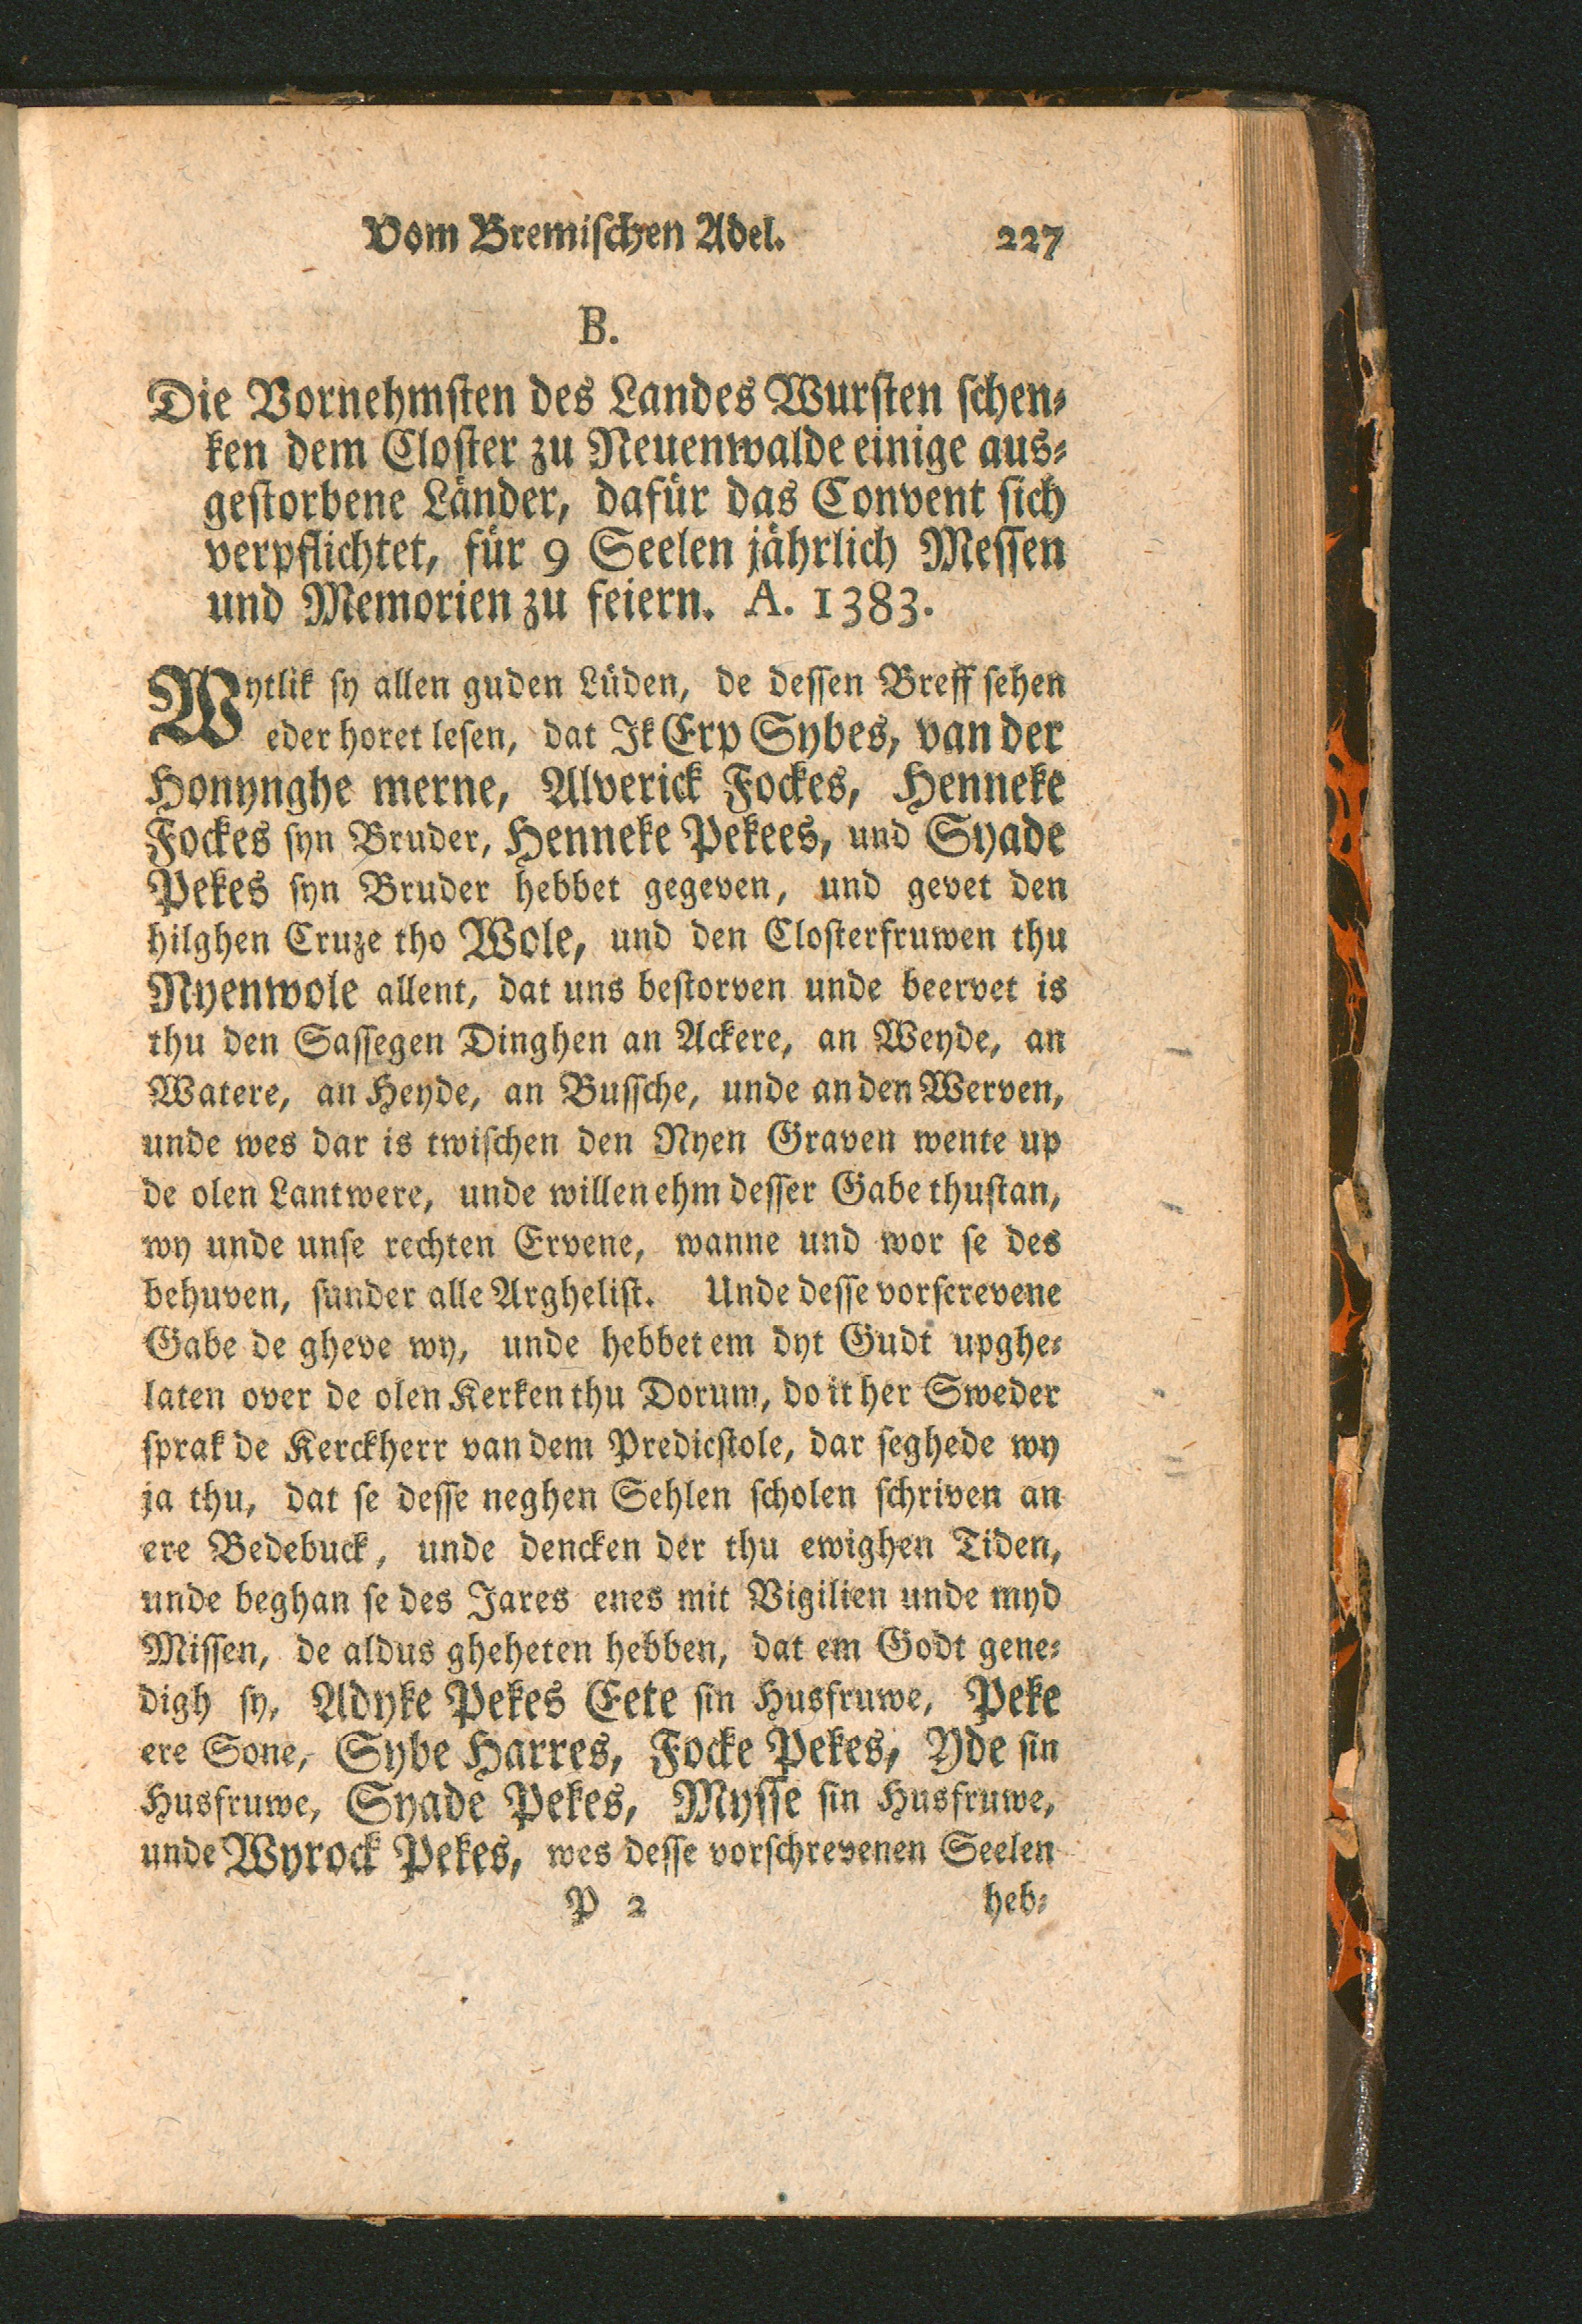 Vom Bremischen Adel. 227
B.
Die Vornehmsten des Landes Wursten schen-
ken dem Closter zu Neuenwalde einige aus-
gestorbene Länder, dafür das Convent sich
verpflichtet, für 9 Seelen jährlich Messen
und Memorien zu feiern. A. 1383.
Wytlik sy allen guden Lüden, de dessen Breff sehen
eder horet lesen, dat Ik Erp Sybes, van der
Honynghe merne, Alverick Fockes, Henneke
Fockes syn Bruder, Henneke Pekees, und Syade
Pekes syn Bruder hebbet gegeven, und gevet den
hilghen Cruze tho Wole, und den Closterfruwen thu
Nyenwole allent, dat uns bestorven unde beervet is
thu den Sassegen Dinghen an Ackere, an Weyde, an
Watere, an Heyde, an Bussche, unde an den Werven,
unde wes dar is twischen den Nyen Graven wente up
de olen Lantwere, unde willen ehm desser Gabe thustan,
wy unde unse rechten Ervene, wanne und wor se des
behuven, sunder alle Arghelist. Unde desse vorscrevene
Gabe de gheve wy, unde hebbet em dyt Gudt upghe-
laten over de olen Kerken thu Dorum, do it her Sweder
sprak de Kerckherr van dem Predicstole, dar seghede wy
ja thu, dat se desse neghen Sehlen scholen schriven an
ere Bedebuck, unde dencken der thu ewighen Tiden,
unde beghan se des Jares enes mit Vigilien unde myd
Missen, de aldus gheheten hebben, dat em Godt gene-
digh sy, Adyke Pekes Eete sin Husfruwe, Peke
ere Sone, Sybe Harres, Focke Pekes, Yde sin
Husfruwe, Syade Pekes, Mysse sin Husfruwe,
unde Wyrock Pekes, wes desse vorschrevenen Seelen
P 2 heb-